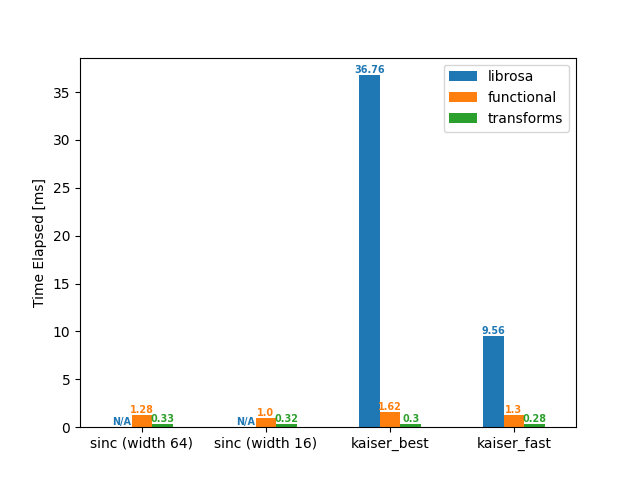 36.76
librosa
functional
transforms
35
30
25
20
15
10
5
0
Time Elapsed [ms]
9.56
N/A 1.28 0.33
N/A 1.0 0.32
1.62 0.3
1.3 0.28
sinc (width 64)
sinc (width 16)
kaiser_best
kaiser_fast